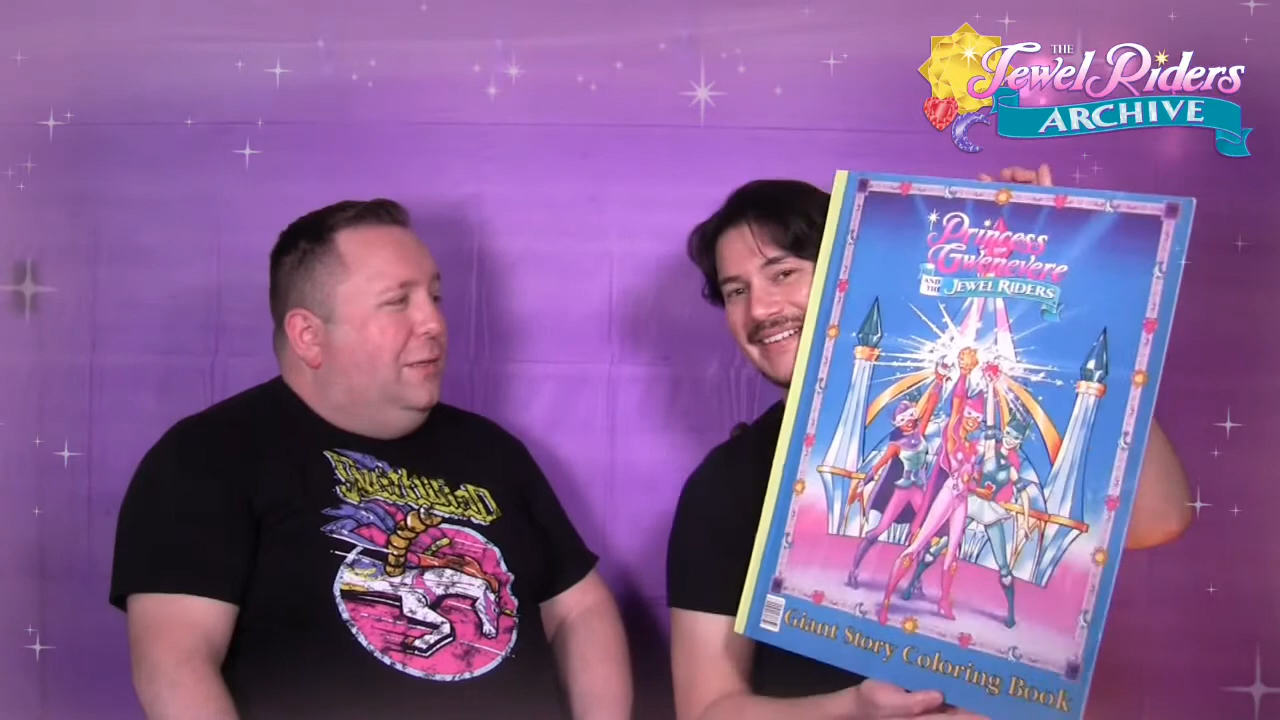 THE
Jewel Riders
ARCHIVE
Princess
Gwenevere
AND THE JEWEL RIDERS
Giant Story Coloring Book